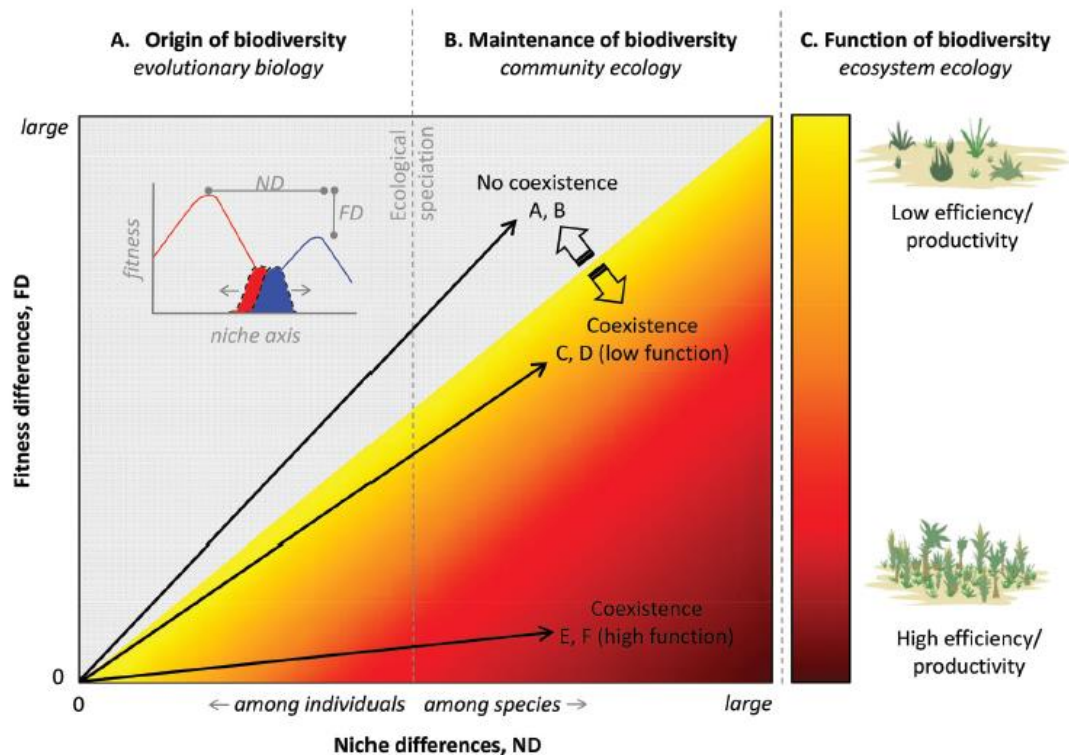 A. Origin of biodiversity
evolutionary biology
B. Maintenance of biodiversity
community ecology
C. Function of biodiversity
ecosystem ecology
large
Fitness differences, FD
0
ND
FD
fitness
niche axis
Ecological
speciation
No coexistence
A, B
Coexistence
C, D (low function)
Coexistence
E, F (high function)
Low efficiency/
productivity
High efficiency/
productivity
0
← among individuals among species →
large
Niche differences, ND